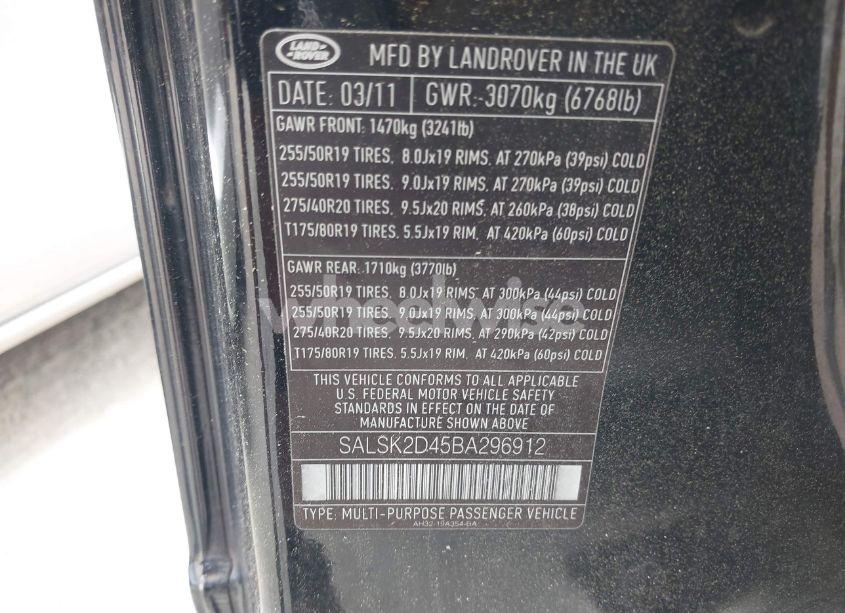 LAND ROVER
MFD BY LANDROVER IN THE UK
DATE: 03/11 GWR: 3070kg (6768lb)
GAWR FRONT: 1470kg (3241lb)
255/50R19 TIRES, 8.0Jx19 RIMS, AT 270kPa (39psi) COLD
255/50R19 TIRES, 9.0Jx19 RIMS, AT 270kPa (39psi) COLD
275/40R20 TIRES, 9.5Jx20 RIMS, AT 260kPa (38psi) COLD
T175/80R19 TIRES, 5.5Jx19 RIM, AT 420kPa (60psi) COLD
GAWR REAR: 1710kg (3770lb)
255/50R19 TIRES, 8.0Jx19 RIMS, AT 300kPa (44psi) COLD
255/50R19 TIRES, 9.0Jx19 RIMS, AT 300kPa (44psi) COLD
275/40R20 TIRES, 9.5Jx20 RIMS, AT 290kPa (42psi) COLD
T175/80R19 TIRES, 5.5Jx19 RIM, AT 420kPa (60psi) COLD
THIS VEHICLE CONFORMS TO ALL APPLICABLE
U.S. FEDERAL MOTOR VEHICLE SAFETY
STANDARDS IN EFFECT ON THE DATE OF
MANUFACTURE SHOWN ABOVE
SALSK2D45BA296912
TYPE: MULTI-PURPOSE PASSENGER VEHICLE
AH32-19A354-BA